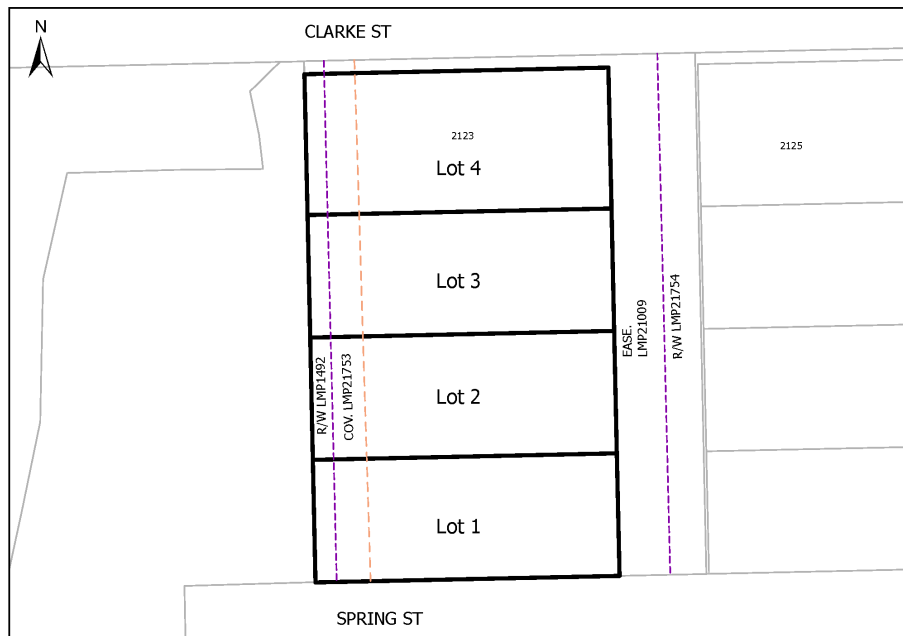 N
CLARKE ST
2123
Lot 4
2125
Lot 3
EASE.
LMP21009
R/W LMP21754
R/W LMP1492
COV. LMP21753
Lot 2
Lot 1
SPRING ST